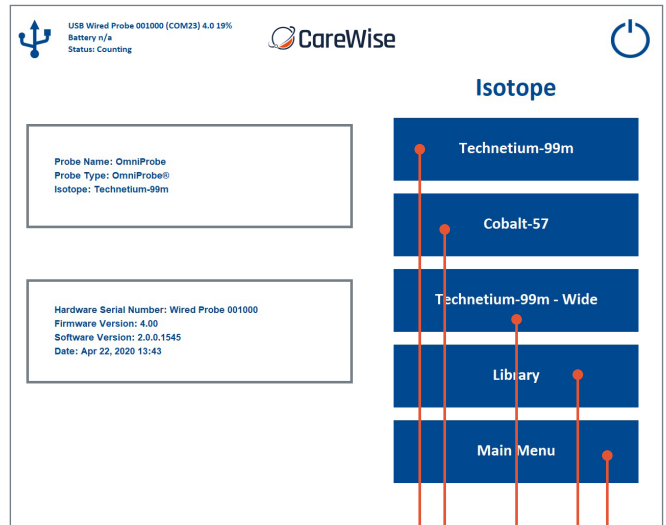 USB Wired Probe 001000 (COM23) 4.0 19%
Battery n/a
Status: Counting
CareWise
Isotope
Probe Name: OmniProbe
Probe Type: OmniProbe®
Isotope: Technetium-99m
Hardware Serial Number: Wired Probe 001000
Firmware Version: 4.00
Software Version: 2.0.0.1545
Date: Apr 22, 2020 13:43
Technetium-99m
Cobalt-57
Technetium-99m - Wide
Library
Main Menu